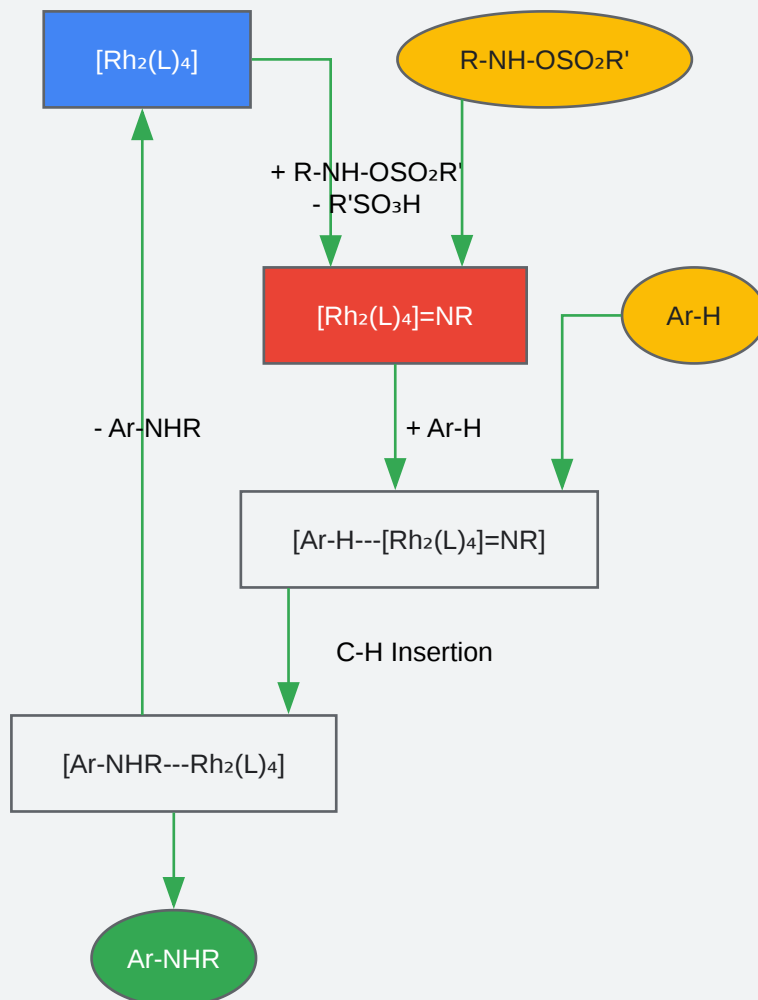 [Rh₂(L)₄]
R-NH-OSO₂R'
+ R-NH-OSO₂R'
- R'SO₃H
[Rh₂(L)₄]=NR
Ar-H
- Ar-NHR
+ Ar-H
[Ar-H---[Rh₂(L)₄]=NR]
C-H Insertion
[Ar-NHR---Rh₂(L)₄]
Ar-NHR